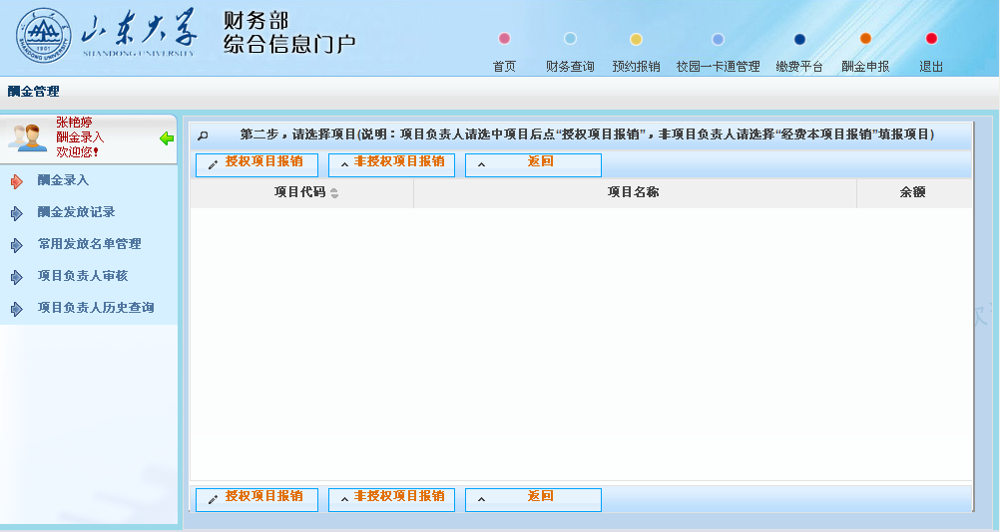 山东大学
SHANDONG UNIVERSITY
SHANDONG UNIVERSITY
1901
财务部
综合信息门户
首页 财务查询 预约报销 校园一卡通管理 缴费平台 酬金申报 退出
酬金管理
张艳婷
酬金录入
欢迎您!
酬金录入
酬金发放记录
常用发放名单管理
项目负责人审核
项目负责人历史查询
第二步，请选择项目(说明：项目负责人请选中项目后点“授权项目报销”，非项目负责人请选择“经费本项目报销”填报项目)
授权项目报销 非授权项目报销 返回
项目代码 项目名称 余额
授权项目报销 非授权项目报销 返回